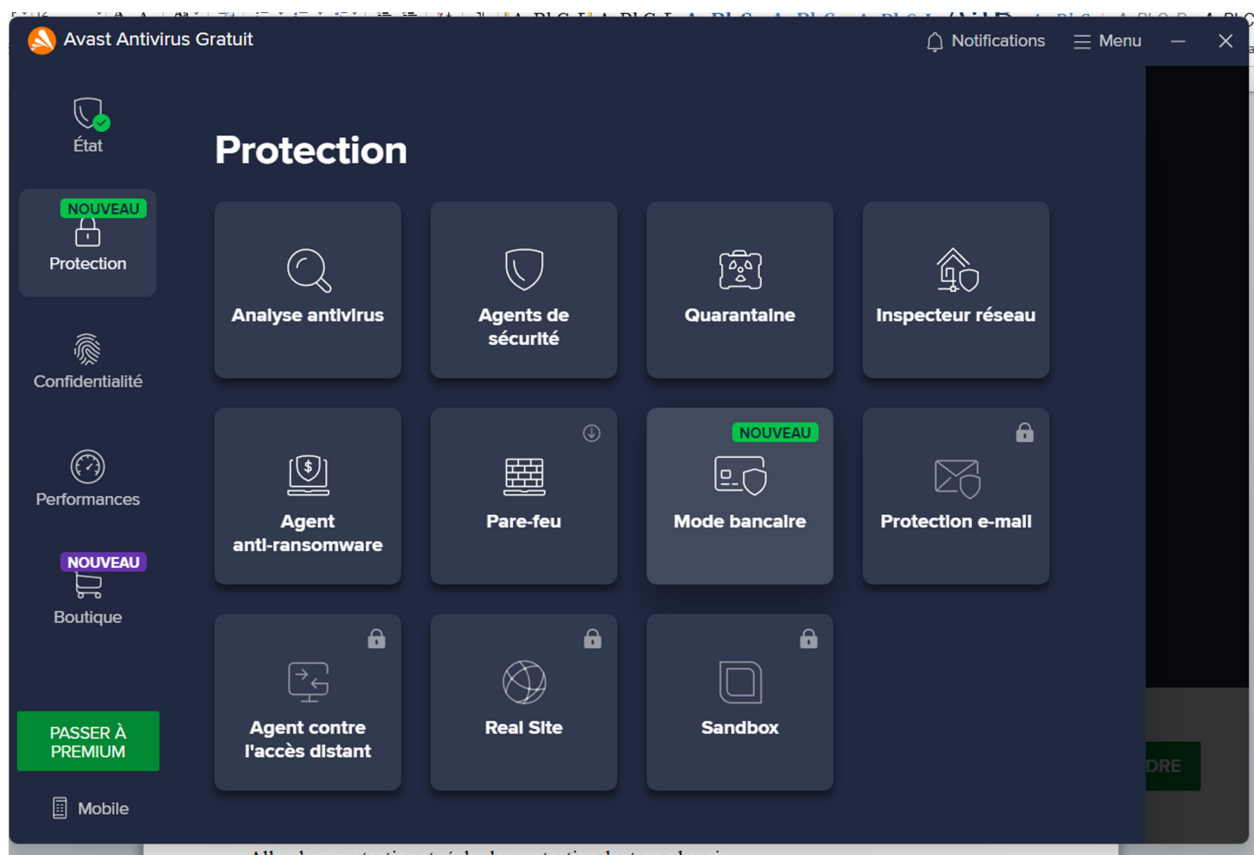 Avast Antivirus Gratuit
Notifications
Menu
État
NOUVEAU
Protection
Confidentialité
Performances
NOUVEAU
Boutique
PASSER À
PREMIUM
Mobile
Protection
Analyse antivirus
Agents de
sécurité
Quarantaine
Inspecteur réseau
Agent
anti-ransomware
Pare-feu
NOUVEAU
Mode bancaire
Protection e-mail
Agent contre
l'accès distant
Real Site
Sandbox
DRE